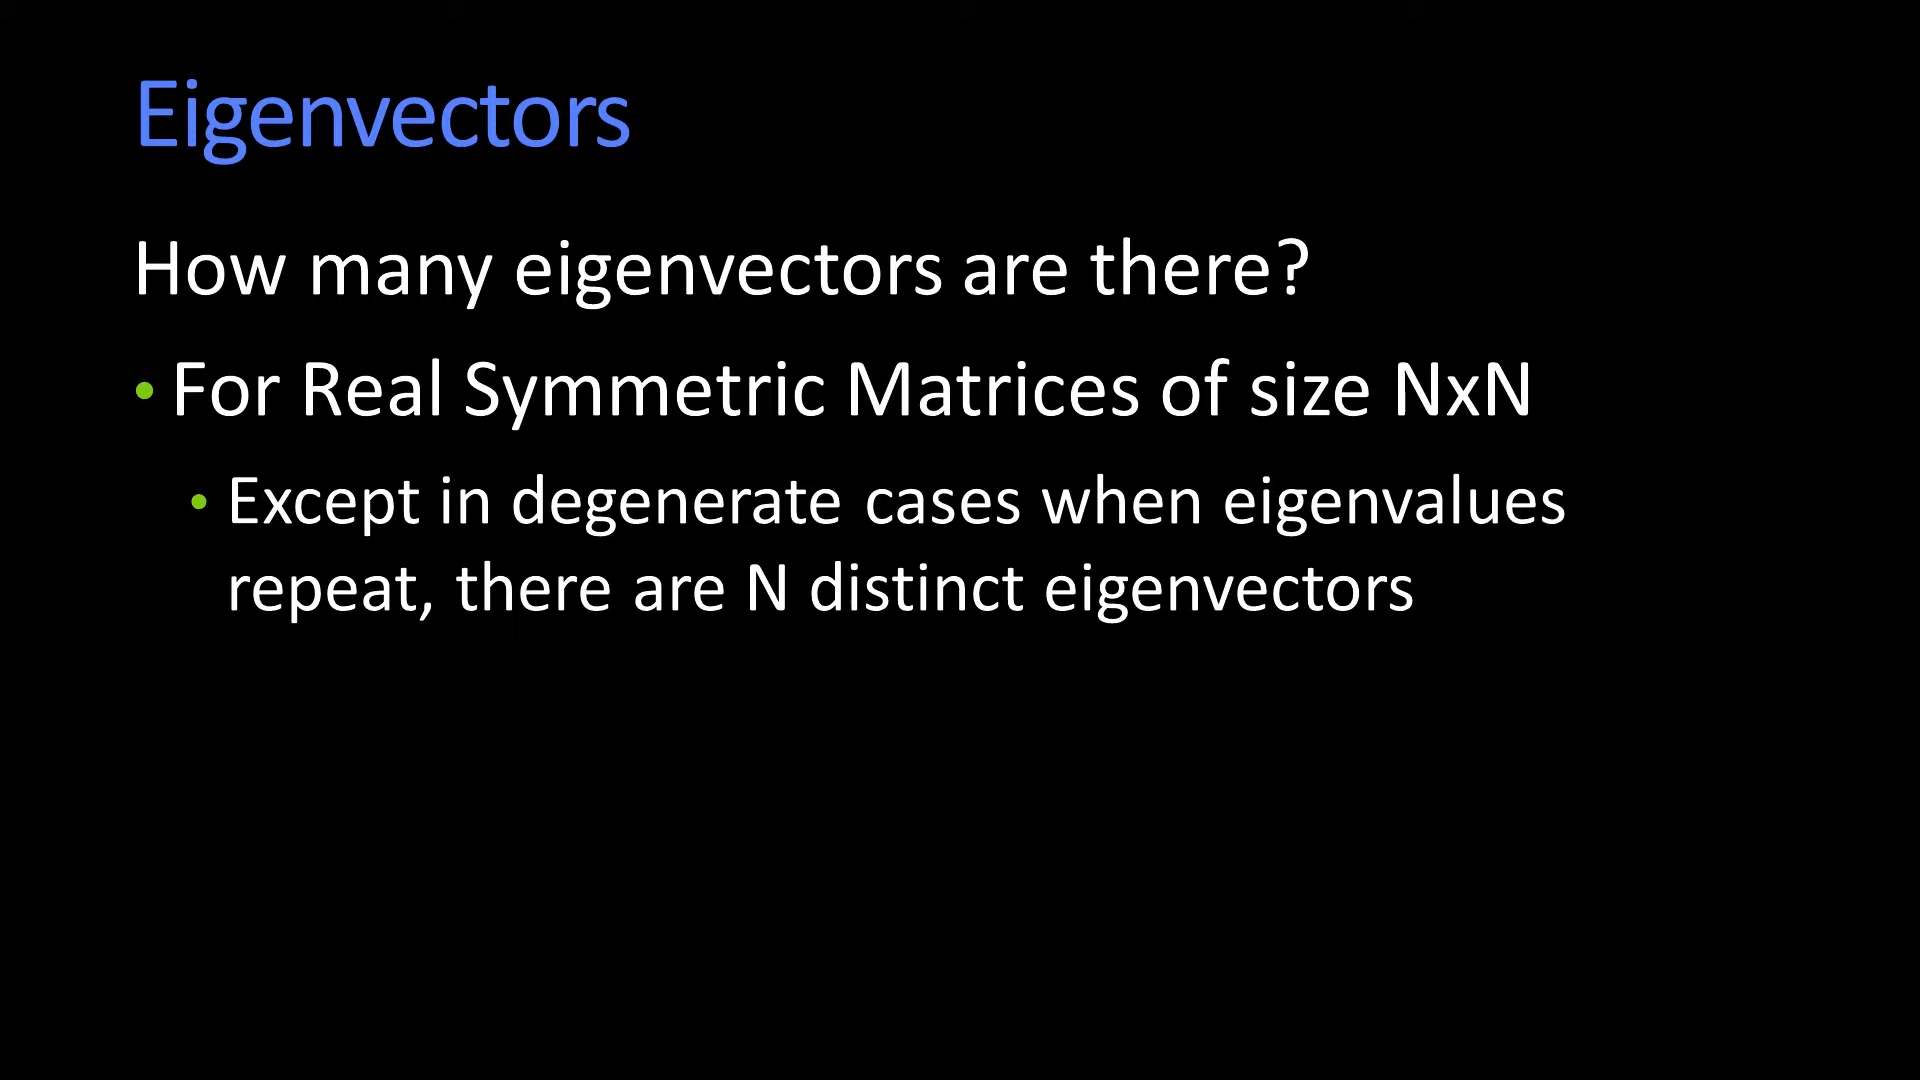 Eigenvectors
How many eigenvectors are there?
• For Real Symmetric Matrices of size NxN
• Except in degenerate cases when eigenvalues
repeat, there are N distinct eigenvectors